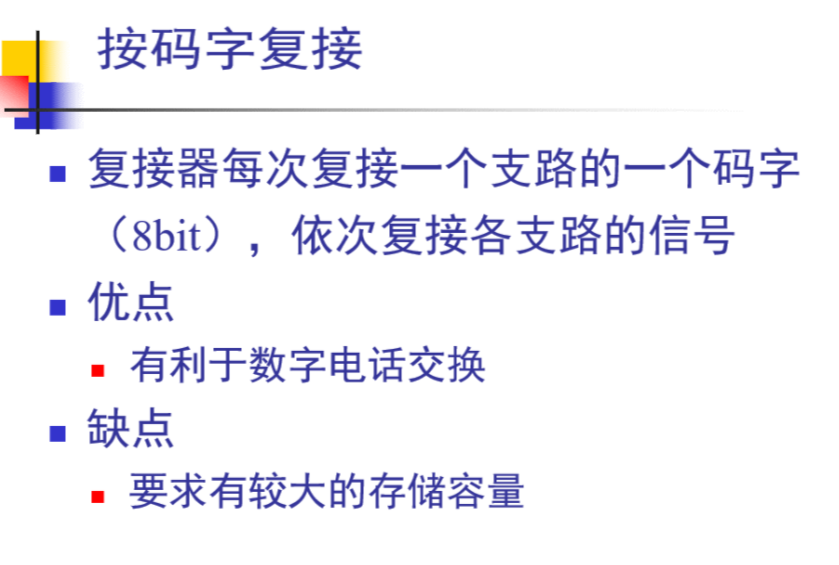 按码字复接
复接器每次复接一个支路的一个码字
（8bit），依次复接各支路的信号
优点
有利于数字电话交换
缺点
要求有较大的存储容量